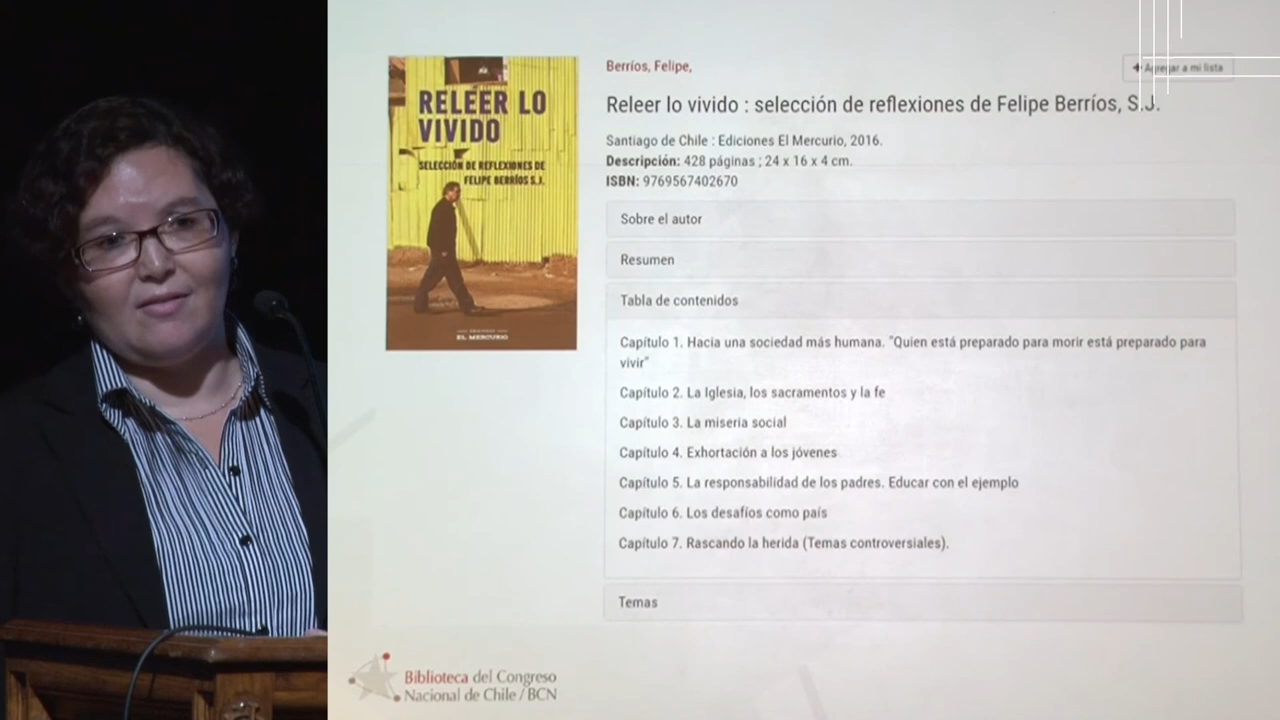 RELEER LO
VIVIDO
SELECCIÓN DE REFLEXIONES DE
FELIPE BERRÍOS S.J.
EDICIONES
EL MERCURIO
Berríos, Felipe,
+ Agregar a mi lista
Releer lo vivido : selección de reflexiones de Felipe Berríos, S.J.
Santiago de Chile : Ediciones El Mercurio, 2016.
Descripción: 428 páginas ; 24 x 16 x 4 cm.
ISBN: 9769567402670
Sobre el autor
Resumen
Tabla de contenidos
Capítulo 1. Hacia una sociedad más humana. "Quien está preparado para morir está preparado para
vivir"
Capítulo 2. La Iglesia, los sacramentos y la fe
Capítulo 3. La miseria social
Capítulo 4. Exhortación a los jóvenes
Capítulo 5. La responsabilidad de los padres. Educar con el ejemplo
Capítulo 6. Los desafíos como país
Capítulo 7. Rascando la herida (Temas controversiales).
Temas
Biblioteca del Congreso
Nacional de Chile / BCN